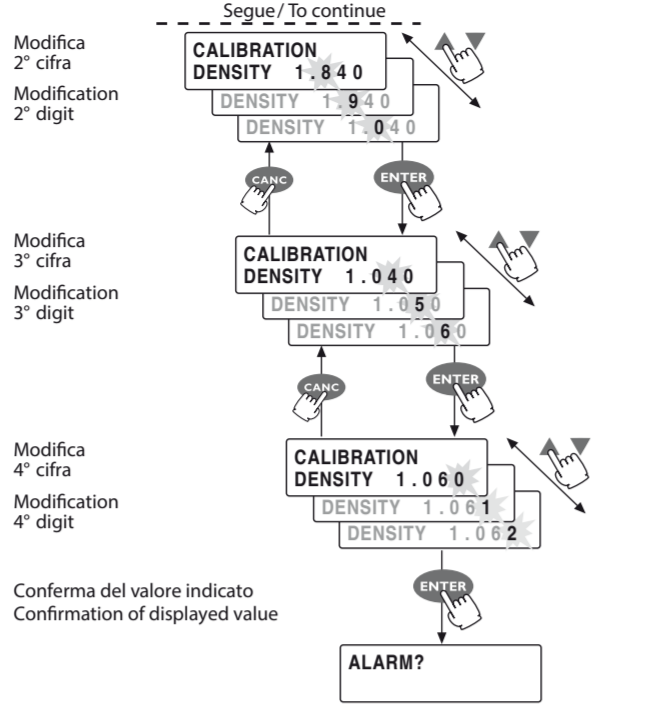 Segue/To continue
Modifica
2° cifra
Modification
2° digit
CALIBRATION
DENSITY 1.840
DENSITY 1.940
DENSITY 1.040
CANC
ENTER
Modifica
3° cifra
Modification
3° digit
CALIBRATION
DENSITY 1.040
DENSITY 1.050
DENSITY 1.060
CANC
ENTER
Modifica
4° cifra
Modification
4° digit
CALIBRATION
DENSITY 1.060
DENSITY 1.061
DENSITY 1.062
Conferma del valore indicato
Confirmation of displayed value
ENTER
ALARM?